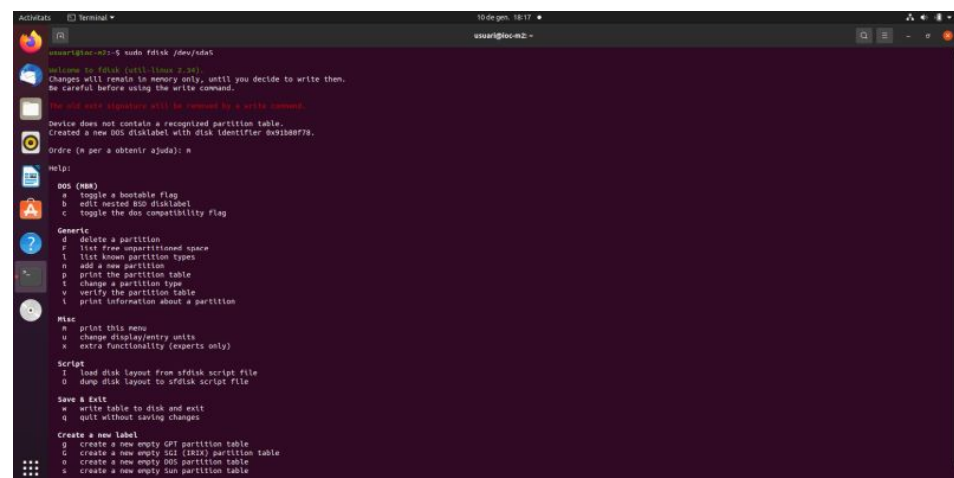 Activitats Terminal
10 de gen. 18:17
usuari@ioc-m2: ~
usuari@ioc-m2:~$ sudo fdisk /dev/sda5
Welcome to fdisk (util-linux 2.34).
Changes will remain in memory only, until you decide to write them.
Be careful before using the write command.
The old ext4 signature will be removed by a write command.
Device does not contain a recognized partition table.
Created a new DOS disklabel with disk identifier 0x91b80f78.
Ordre (m per a obtenir ajuda): m
Help:
DOS (MBR)
a toggle a bootable flag
b edit nested BSD disklabel
c toggle the dos compatibility flag
Generic
d delete a partition
F list free unpartitioned space
l list known partition types
n add a new partition
p print the partition table
t change a partition type
v verify the partition table
i print information about a partition
Misc
m print this menu
u change display/entry units
x extra functionality (experts only)
Script
I load disk layout from sfdisk script file
O dump disk layout to sfdisk script file
Save & Exit
w write table to disk and exit
q quit without saving changes
Create a new label
g create a new empty GPT partition table
G create a new empty SGI (IRIX) partition table
o create a new empty DOS partition table
s create a new empty Sun partition table